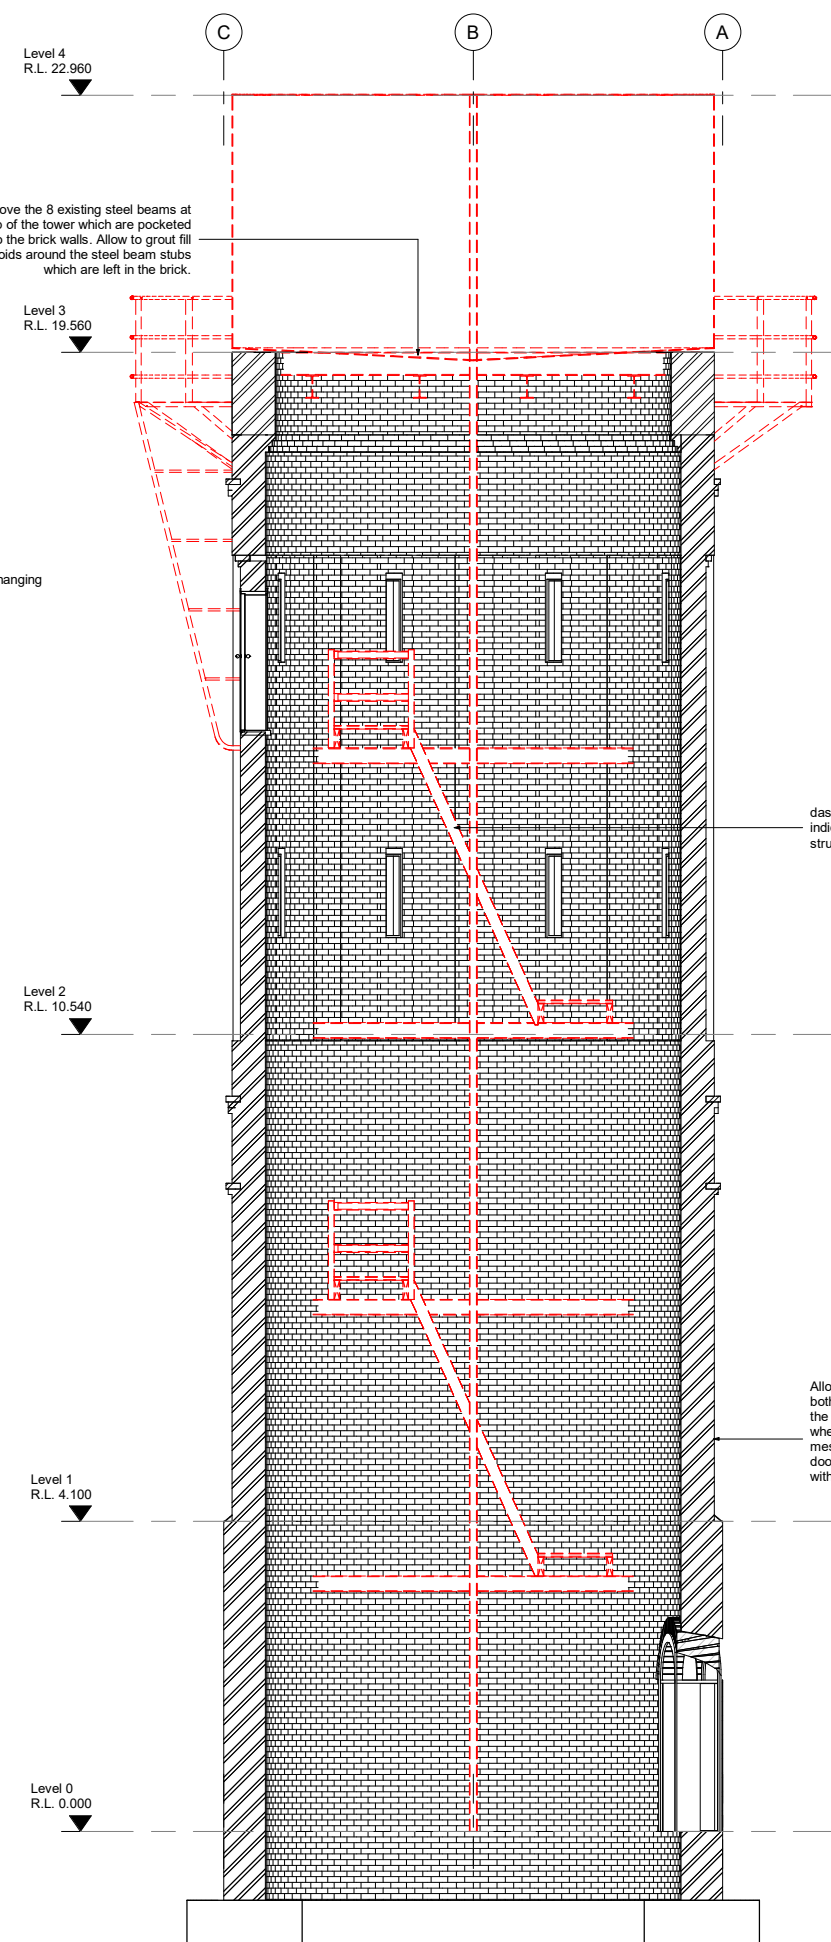 C
B
A
Level 4
R.L. 22.960
ove the 8 existing steel beams at
of the tower which are pocketed
the brick walls. Allow to grout fill
oids around the steel beam stubs
which are left in the brick.
Level 3
R.L. 19.560
hanging
das
indi
stru
Level 2
R.L. 10.540
Allo
both
the
whe
mes
doo
with
Level 1
R.L. 4.100
Level 0
R.L. 0.000